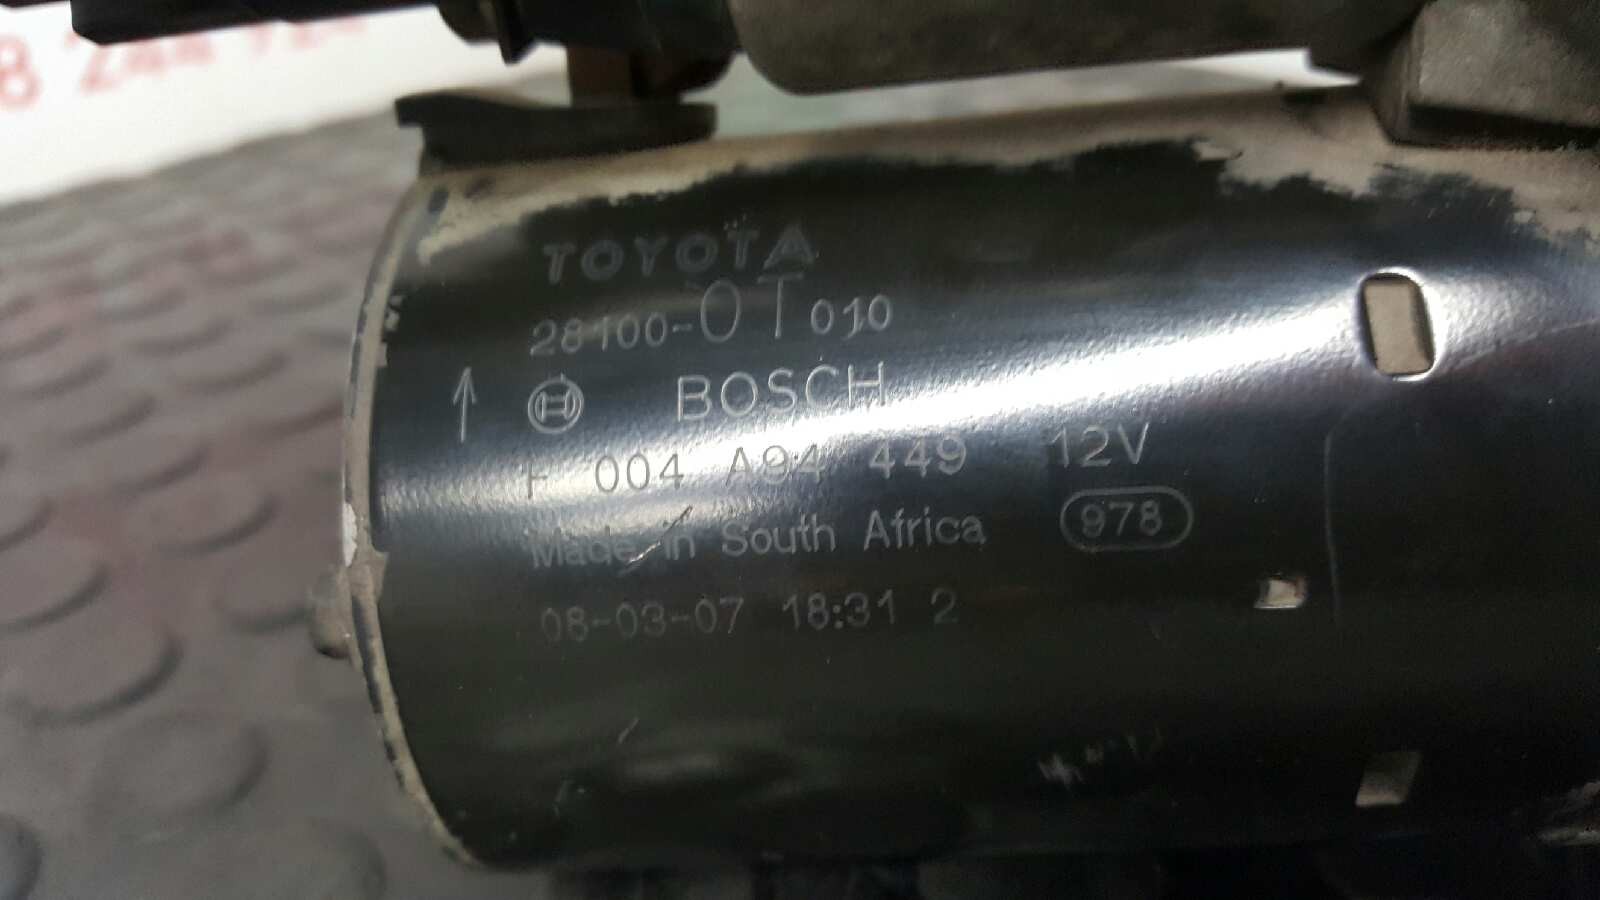 TOYOTA
28100-0T010
BOSCH
F 004 A94 449 12V
Made in South Africa 978
08-03-07 18:31 2